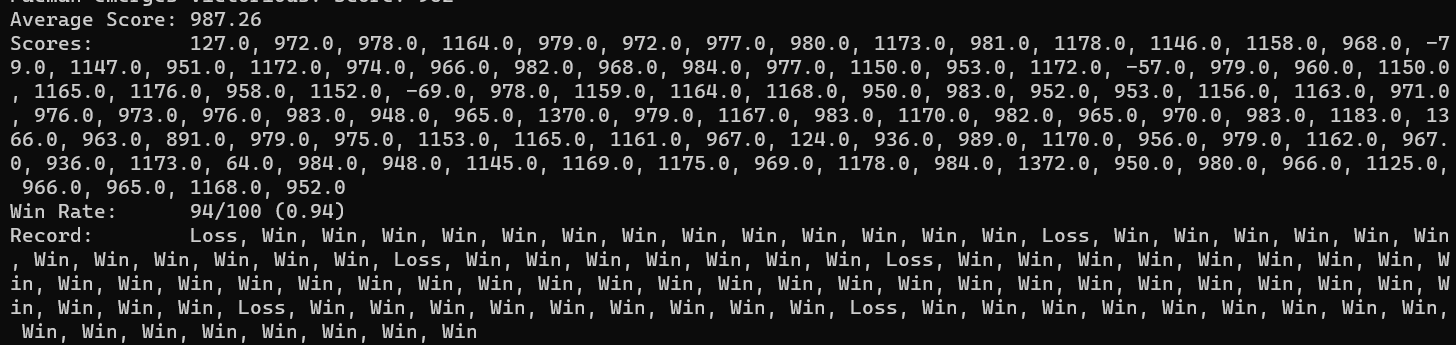 Pacman emerges victorious! Score: 982
Average Score: 987.26
Scores:        127.0, 972.0, 978.0, 1164.0, 979.0, 972.0, 977.0, 980.0, 1173.0, 981.0, 1178.0, 1146.0, 1158.0, 968.0, -7
9.0, 1147.0, 951.0, 1172.0, 974.0, 966.0, 982.0, 968.0, 984.0, 977.0, 1150.0, 953.0, 1172.0, -57.0, 979.0, 960.0, 1150.0
, 1165.0, 1176.0, 958.0, 1152.0, -69.0, 978.0, 1159.0, 1164.0, 1168.0, 950.0, 983.0, 952.0, 953.0, 1156.0, 1163.0, 971.0
, 976.0, 973.0, 976.0, 983.0, 948.0, 965.0, 1370.0, 979.0, 1167.0, 983.0, 1170.0, 982.0, 965.0, 970.0, 983.0, 1183.0, 13
66.0, 963.0, 891.0, 979.0, 975.0, 1153.0, 1165.0, 1161.0, 967.0, 124.0, 936.0, 989.0, 1170.0, 956.0, 979.0, 1162.0, 967.
0, 936.0, 1173.0, 64.0, 984.0, 948.0, 1145.0, 1169.0, 1175.0, 969.0, 1178.0, 984.0, 1372.0, 950.0, 980.0, 966.0, 1125.0,
 966.0, 965.0, 1168.0, 952.0
Win Rate:      94/100 (0.94)
Record:        Loss, Win, Win, Win, Win, Win, Win, Win, Win, Win, Win, Win, Win, Win, Loss, Win, Win, Win, Win, Win, Win
, Win, Win, Win, Win, Win, Win, Loss, Win, Win, Win, Win, Win, Win, Win, Loss, Win, Win, Win, Win, Win, Win, Win, Win, W
in, Win, Win, Win, Win, Win, Win, Win, Win, Win, Win, Win, Win, Win, Win, Win, Win, Win, Win, Win, Win, Win, Win, Win, W
in, Win, Win, Win, Loss, Win, Win, Win, Win, Win, Win, Win, Win, Win, Loss, Win, Win, Win, Win, Win, Win, Win, Win, Win,
 Win, Win, Win, Win, Win, Win, Win, Win